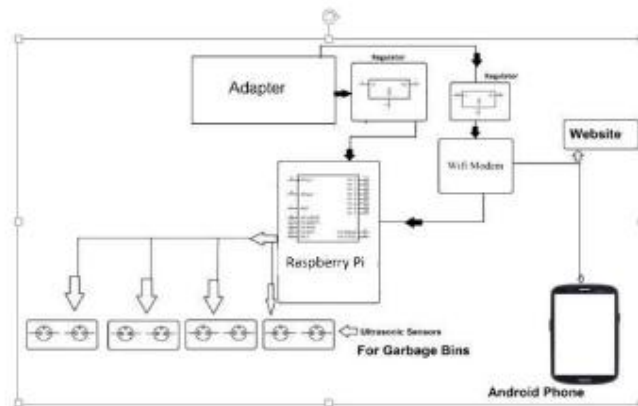 Regulator
Adapter
Regulator
Website
Wifi Modem
Raspberry Pi
Ultrasonic Sensors
For Garbage Bins
Android Phone